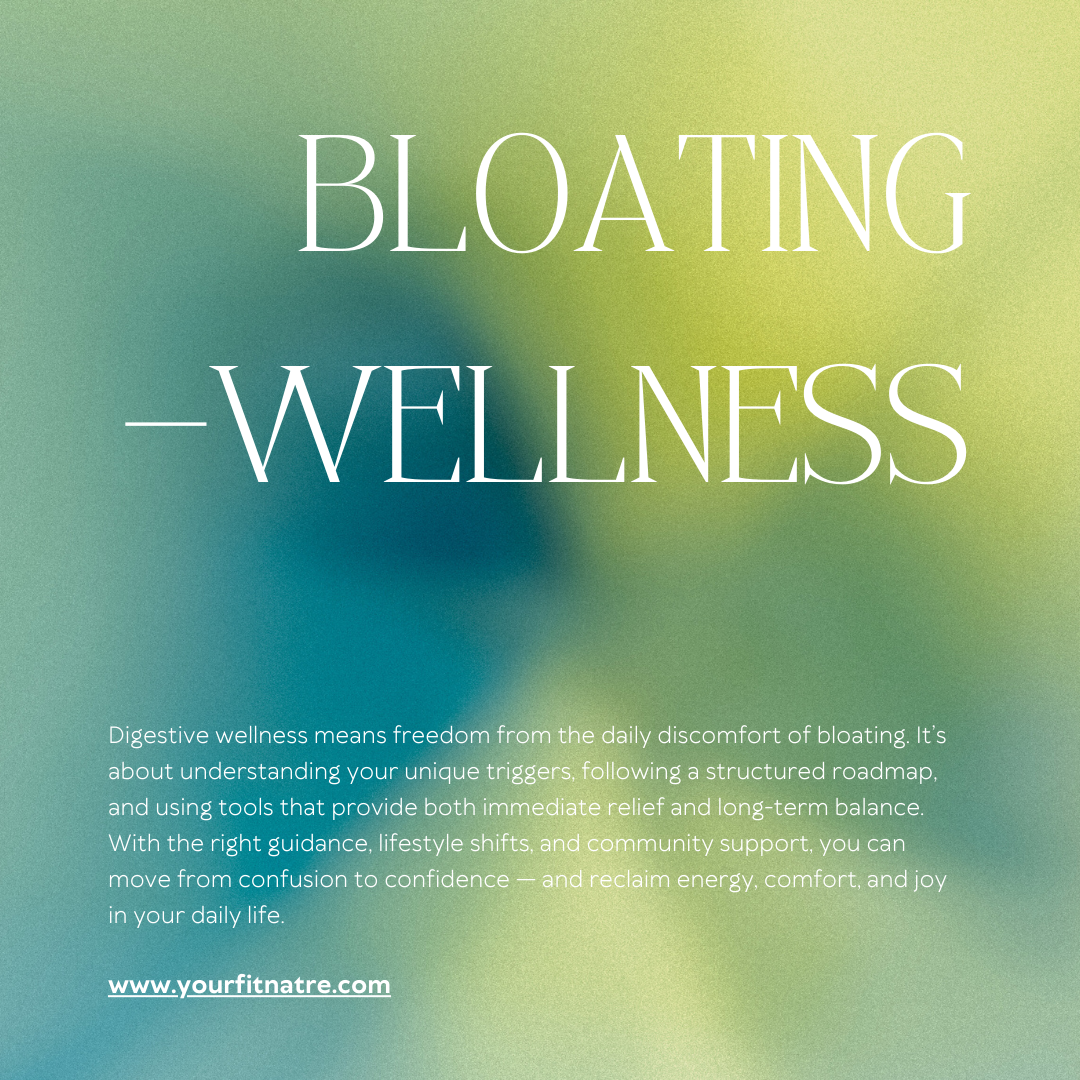 BLOATING
—WELLNESS
Digestive wellness means freedom from the daily discomfort of bloating. It’s
about understanding your unique triggers, following a structured roadmap,
and using tools that provide both immediate relief and long-term balance.
With the right guidance, lifestyle shifts, and community support, you can
move from confusion to confidence — and reclaim energy, comfort, and joy
in your daily life.
www.yourfitnatre.com